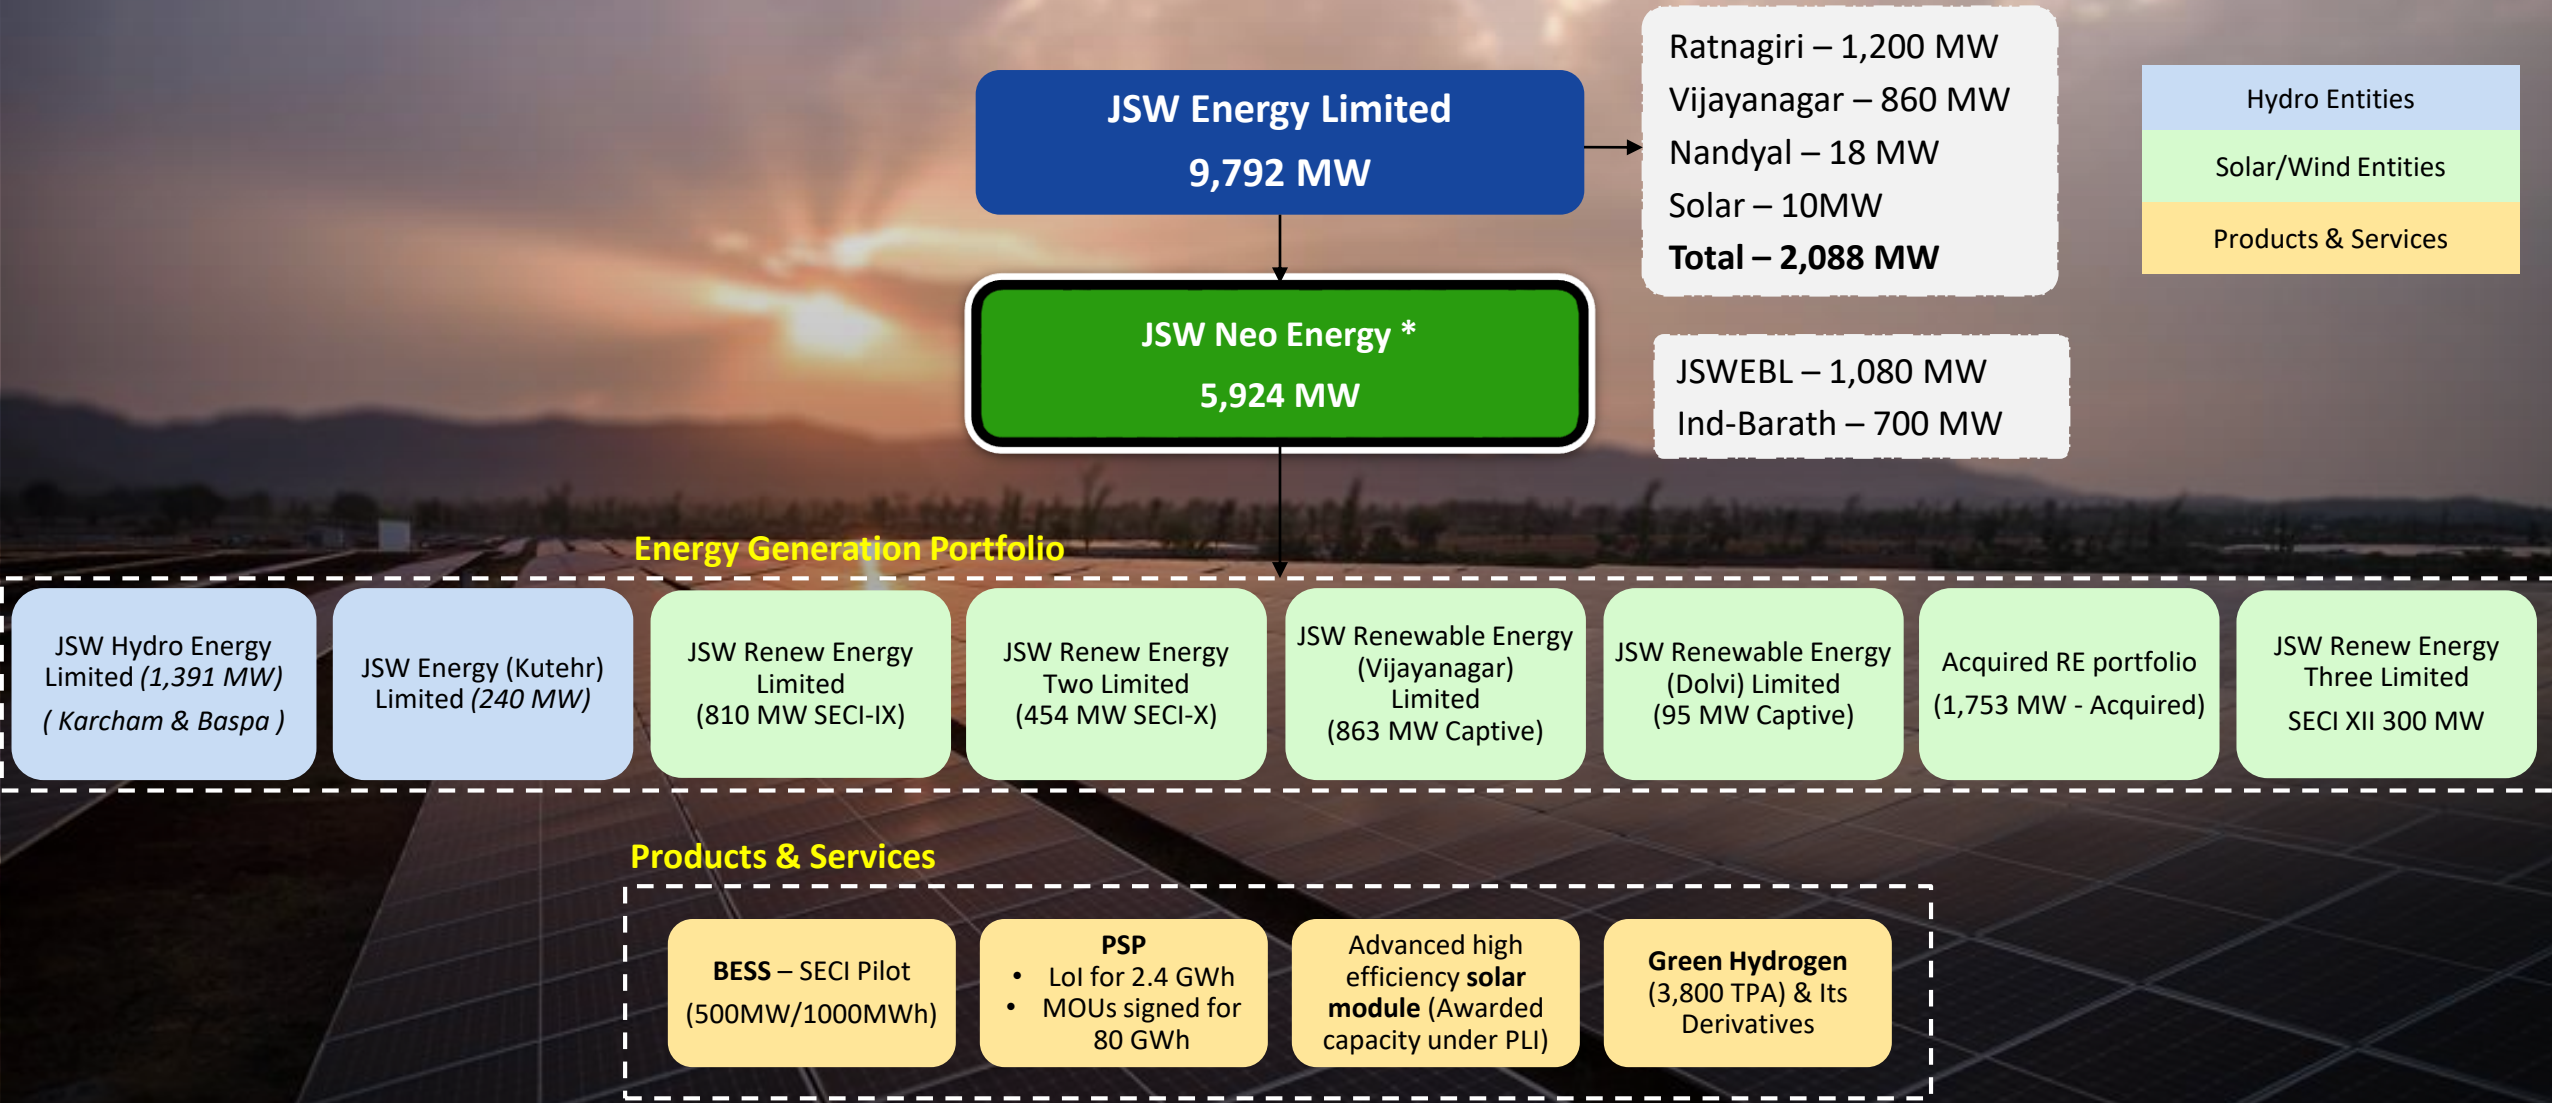 JSW Energy Limited
9,792 MW
Ratnagiri – 1,200 MW
Vijayanagar – 860 MW
Nandyal – 18 MW
Solar – 10MW
Total – 2,088 MW
Hydro Entities
Solar/Wind Entities
Products & Services
JSW Neo Energy *
5,924 MW
JSWEBL – 1,080 MW
Ind-Barath – 700 MW
Energy Generation Portfolio
JSW Hydro Energy
Limited (1,391 MW)
( Karcham & Baspa )
JSW Energy (Kutehr)
Limited (240 MW)
JSW Renew Energy
Limited
(810 MW SECI-IX)
JSW Renew Energy
Two Limited
(454 MW SECI-X)
JSW Renewable Energy
(Vijayanagar)
Limited
(863 MW Captive)
JSW Renewable Energy
(Dolvi) Limited
(95 MW Captive)
Acquired RE portfolio
(1,753 MW - Acquired)
JSW Renew Energy
Three Limited
SECI XII 300 MW
Products & Services
BESS – SECI Pilot
(500MW/1000MWh)
PSP
• LoI for 2.4 GWh
• MOUs signed for
80 GWh
Advanced high
efficiency solar
module (Awarded
capacity under PLI)
Green Hydrogen
(3,800 TPA) & Its
Derivatives